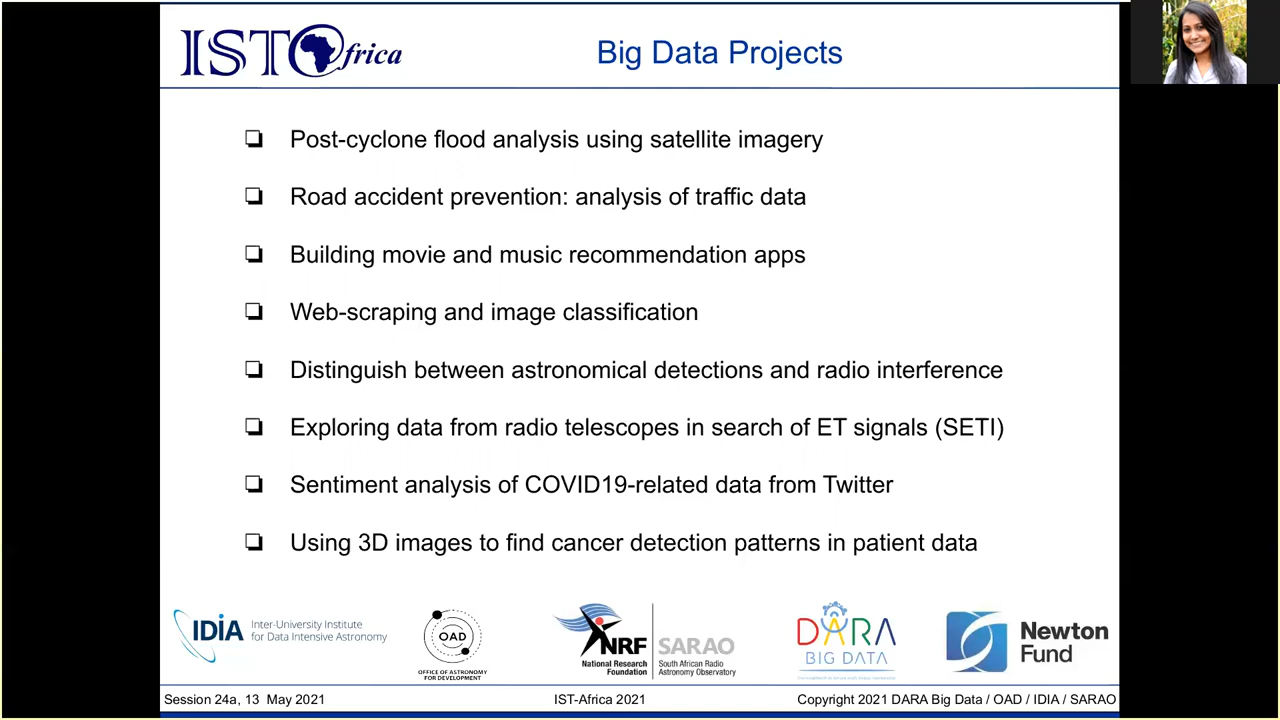 IST Africa
Big Data Projects
Post-cyclone flood analysis using satellite imagery
Road accident prevention: analysis of traffic data
Building movie and music recommendation apps
Web-scraping and image classification
Distinguish between astronomical detections and radio interference
Exploring data from radio telescopes in search of ET signals (SETI)
Sentiment analysis of COVID19-related data from Twitter
Using 3D images to find cancer detection patterns in patient data
IDIA
Inter-University Institute
for Data Intensive Astronomy
OAD
OFFICE OF ASTRONOMY
FOR DEVELOPMENT
NRF
National Research
Foundation
SARAO
South African Radio
Astronomy Observatory
DARA
BIG DATA
Newton
Fund
Session 24a, 13 May 2021
IST-Africa 2021
Copyright 2021 DARA Big Data / OAD / IDIA / SARAO